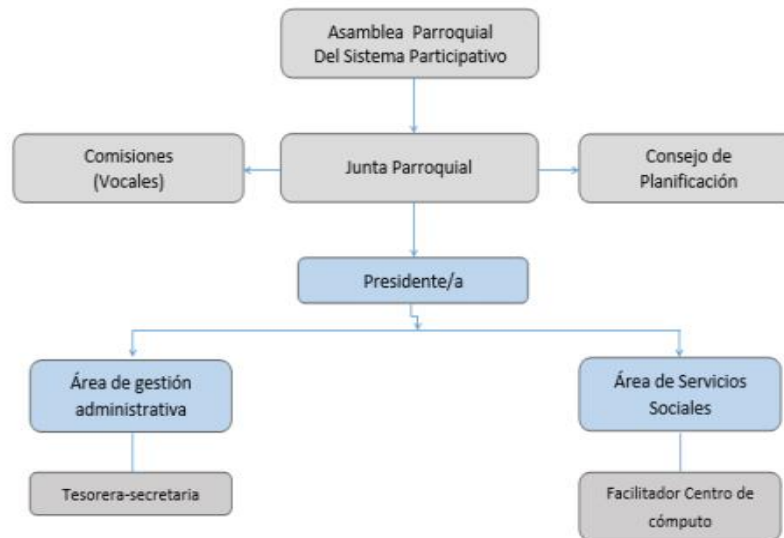 Asamblea Parroquial
Del Sistema Participativo
Comisiones
(Vocales)
Junta Parroquial
Consejo de
Planificación
Presidente/a
Área de gestión
administrativa
Área de Servicios
Sociales
Tesorera-secretaria
Facilitador Centro de
cómputo